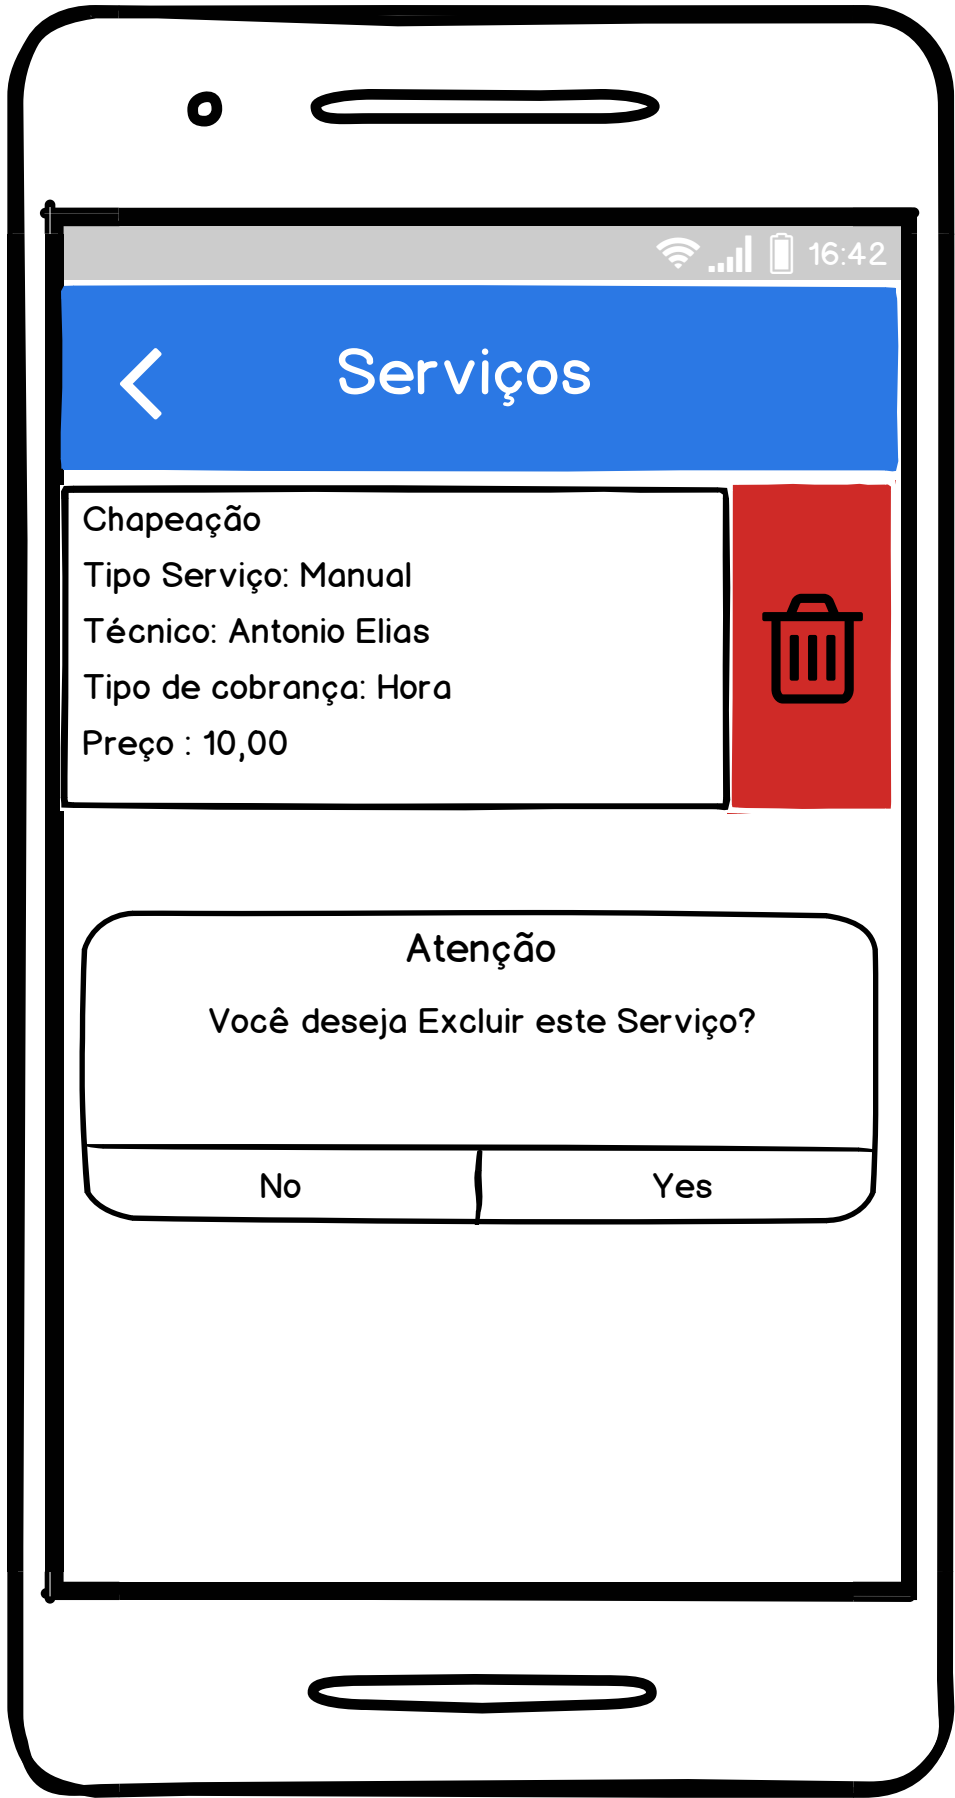 16:42
Serviços
Chapeação
Tipo Serviço: Manual
Técnico: Antonio Elias
Tipo de cobrança: Hora
Preço : 10,00
Atenção
Você deseja Excluir este Serviço?
No Yes